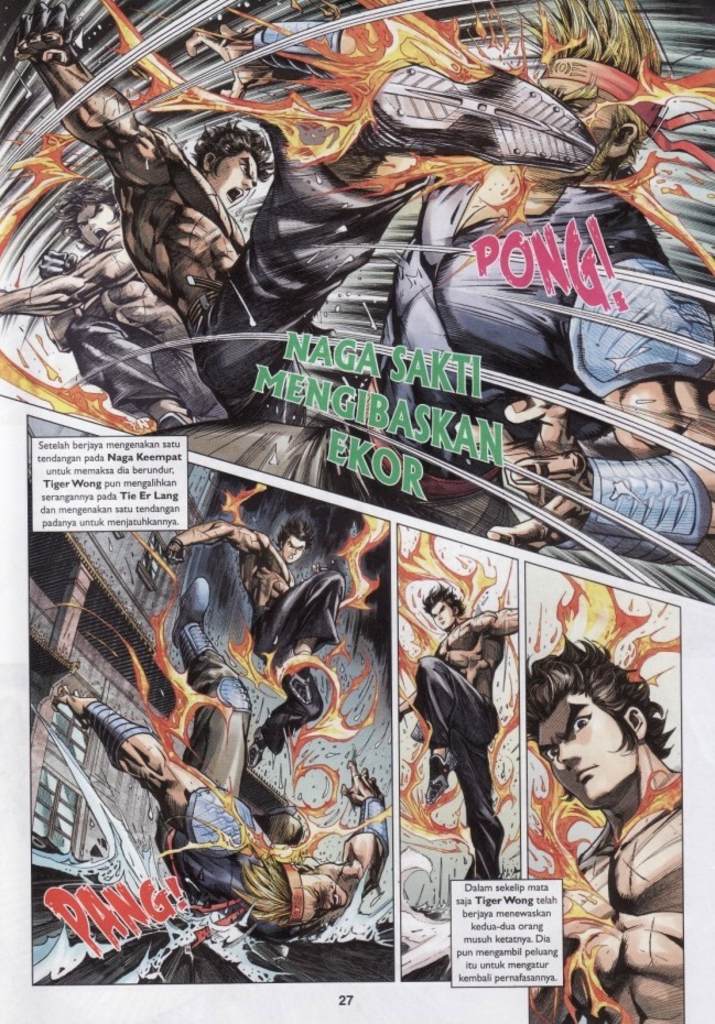 PONG!
NAGA SAKTI
MENGIBASKAN
EKOR
Setelah berjaya mengenakan satu
tendangan pada Naga Keempat
untuk memaksa dia berundur,
Tiger Wong pun mengalihkan
serangannya pada Tie Er Lang
dan mengenakan satu tendangan
padanya untuk menjatuhkannya.
PANG!
Dalam sekelip mata
saja Tiger Wong telah
berjaya menewaskan
kedua-dua orang
musuh ketatnya. Dia
pun mengambil peluang
itu untuk mengatur
kembali pernafasannya.
27